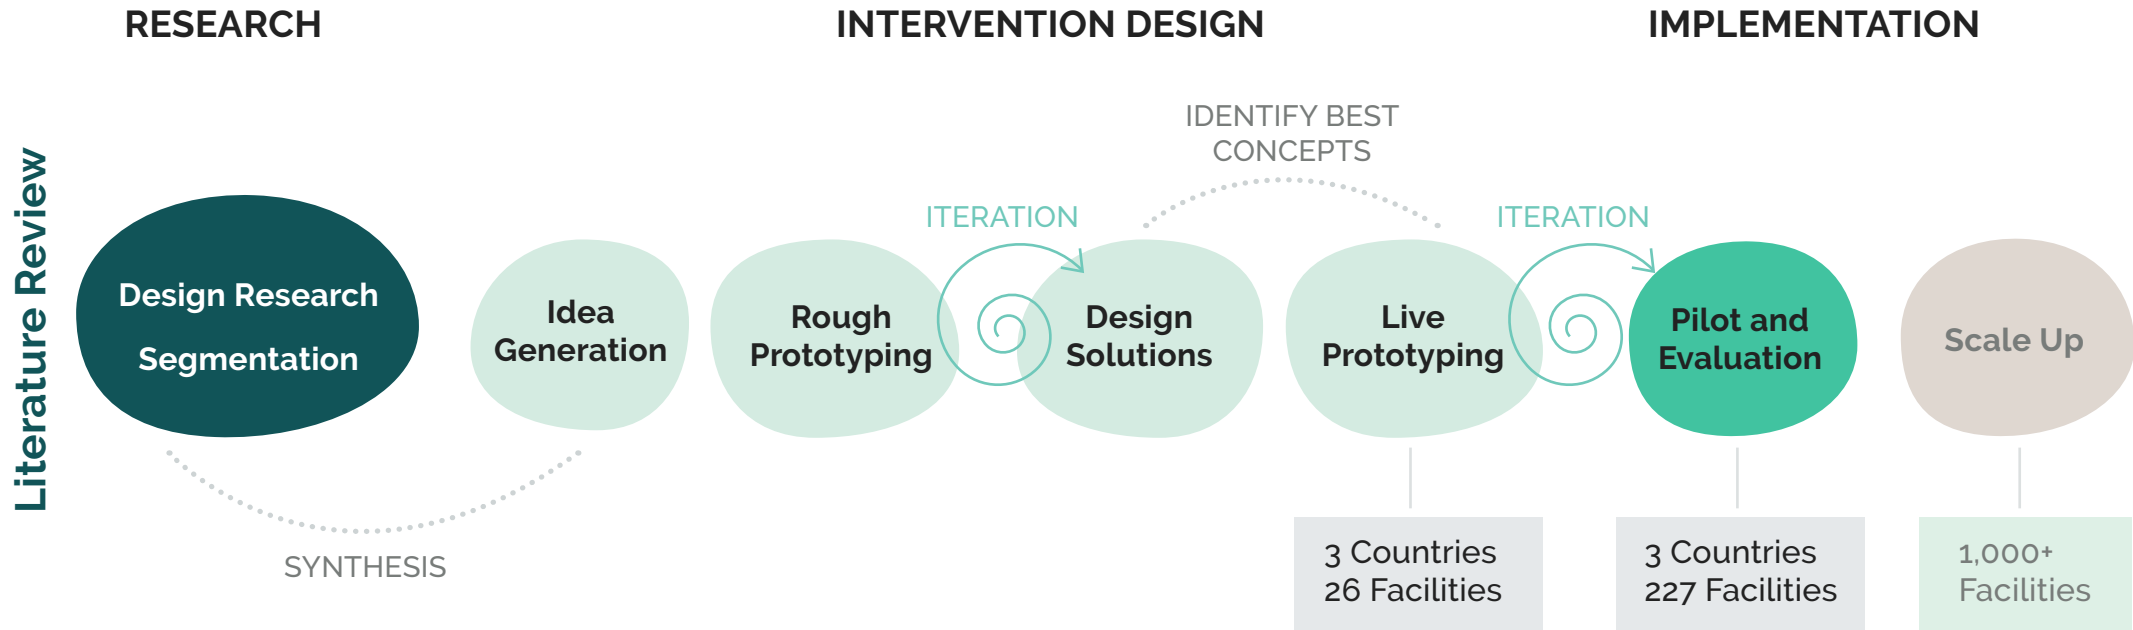 RESEARCH
INTERVENTION DESIGN
IMPLEMENTATION
Literature Review
Design Research
Segmentation
SYNTHESIS
Idea
Generation
Rough
Prototyping
ITERATION
Design
Solutions
IDENTIFY BEST
CONCEPTS
Live
Prototyping
ITERATION
Pilot and
Evaluation
Scale Up
3 Countries
26 Facilities
3 Countries
227 Facilities
1,000+
Facilities